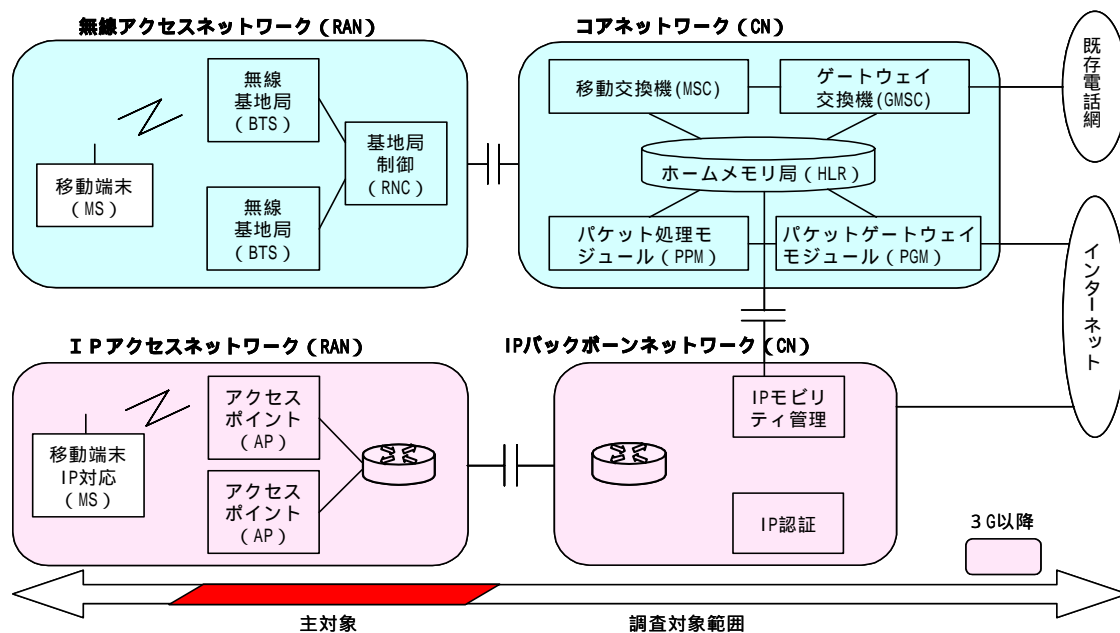 無線アクセスネットワーク(RAN)
コアネットワーク(CN)
既存電話網
無線
基地局
(BTS)
移動交換機(MSC)
ゲートウェイ
交換機(GMSC)
基地局
制御
(RNC)
ホームメモリ局(HLR)
移動端末
(MS)
無線
基地局
(BTS)
パケット処理モ
ジュール(PPM)
パケットゲートウェイ
モジュール(PGM)
インターネット
IPアクセスネットワーク(RAN)
IPバックボーンネットワーク(CN)
アクセス
ポイント
(AP)
IPモビリ
ティ管理
移動端末
IP対応
(MS)
アクセス
ポイント
(AP)
IP認証
3G以降
主対象
調査対象範囲